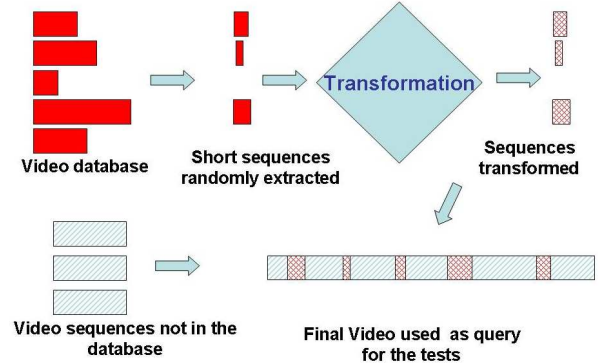 Transformation
Video database
Short sequences
randomly extracted
Sequences
transformed
Video sequences not in the
database
Final Video used as query
for the tests